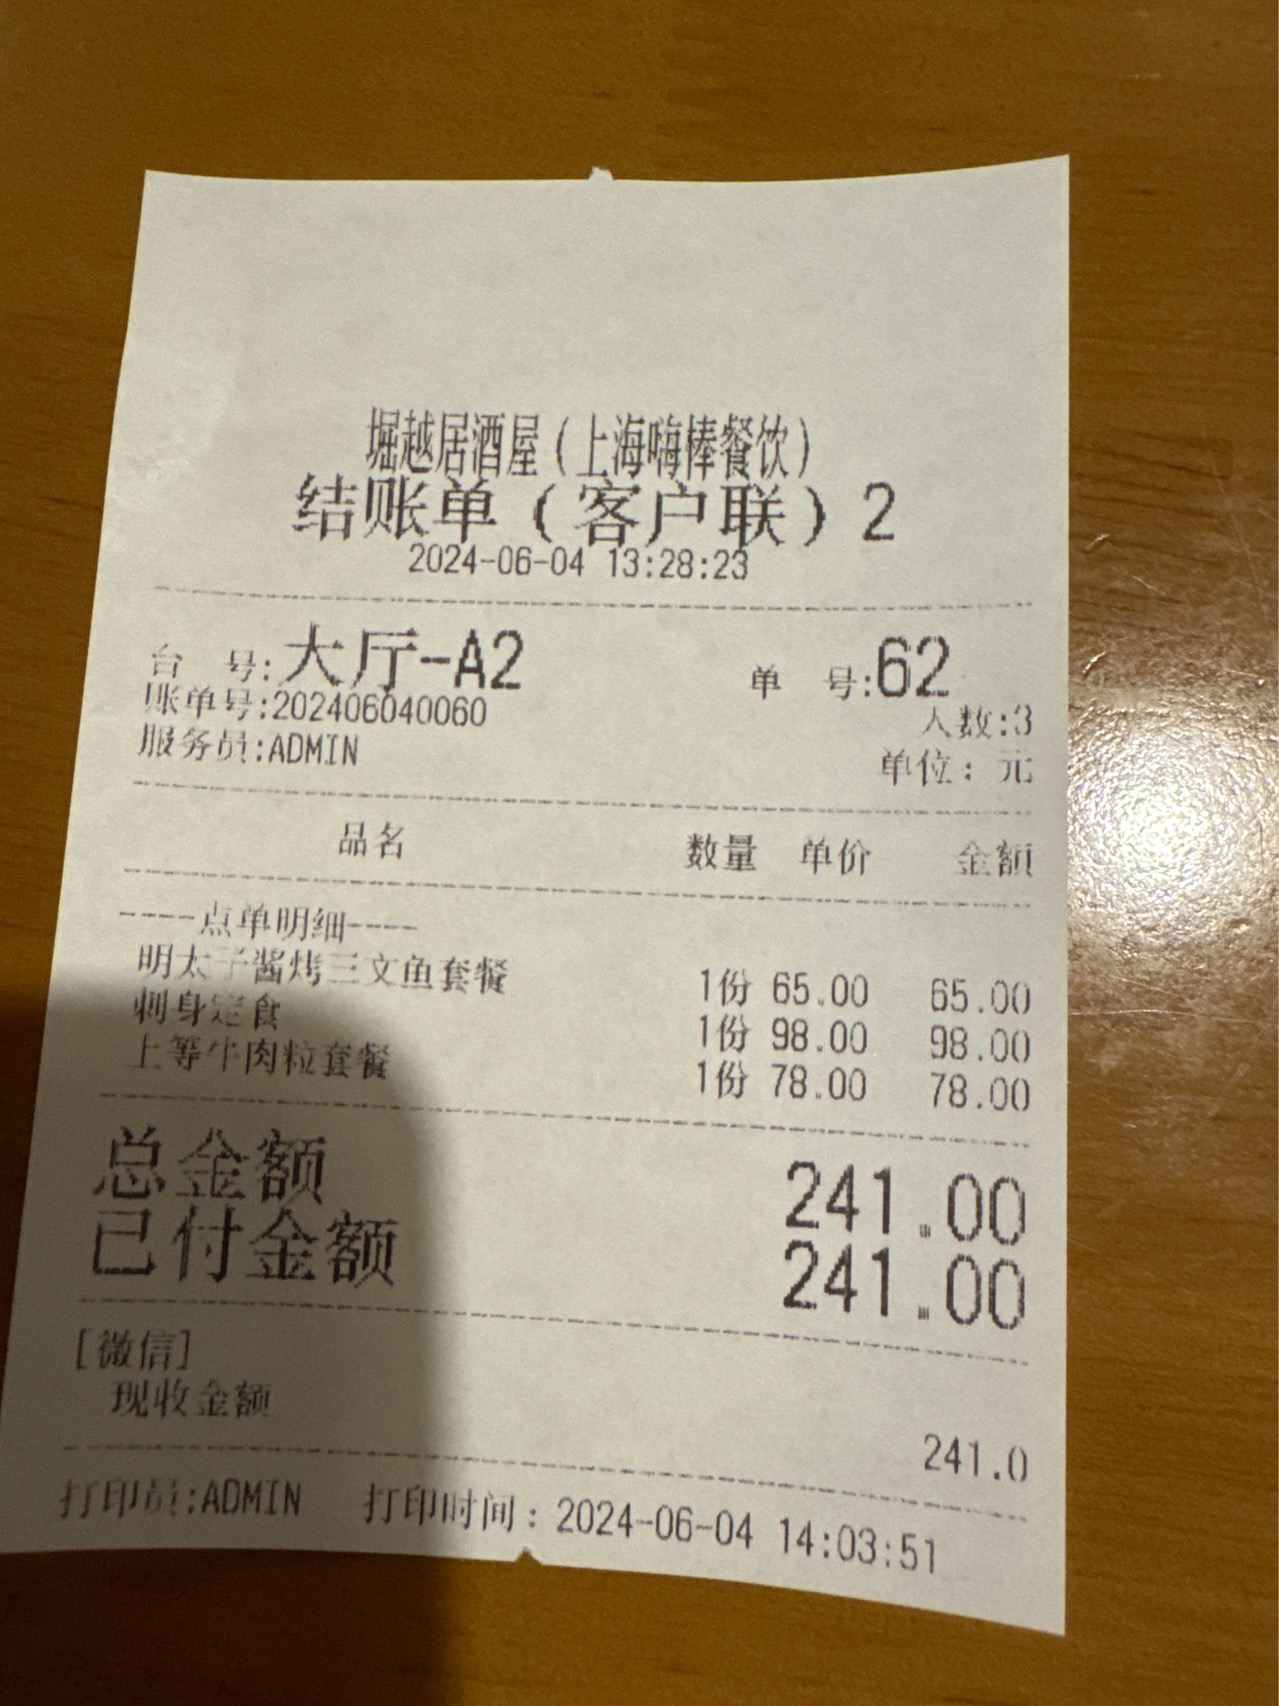 堀越居酒屋(上海嗨棒餐饮)
结账单(客户联)2
2024-06-04 13:28:23
台 号:大厅-A2 单 号:62
账单号:202406040060 人数:3
服务员:ADMIN 单位: 元
品名 数量 单价 金额
----点单明细----
明太子酱烤三文鱼套餐 1份 65.00 65.00
刺身定食 1份 98.00 98.00
上等牛肉粒套餐 1份 78.00 78.00
总金额 241.00
已付金额 241.00
[微信]
现收金额 241.0
打印员:ADMIN 打印时间: 2024-06-04 14:03:51